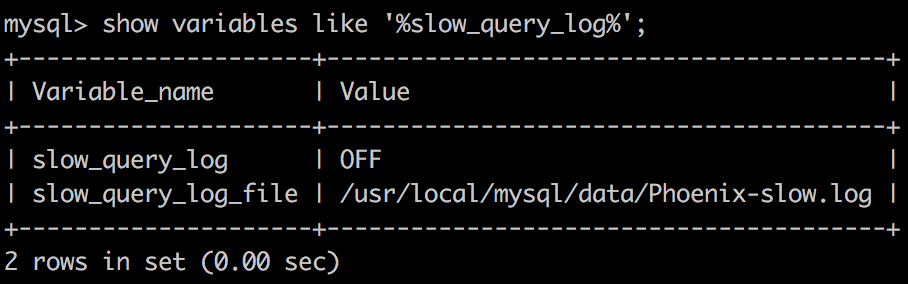 mysql> show variables like '%slow_query_log%';
+---------------------+----------------------------------------+
| Variable_name       | Value                                  |
+---------------------+----------------------------------------+
| slow_query_log      | OFF                                    |
| slow_query_log_file | /usr/local/mysql/data/Phoenix-slow.log |
+---------------------+----------------------------------------+
2 rows in set (0.00 sec)